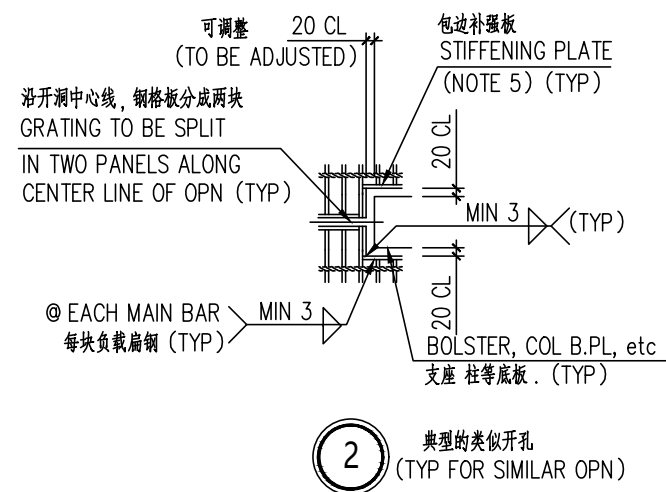 可调整
20 CL
(TO BE ADJUSTED)
包边补强板
STIFFENING PLATE
(NOTE 5) (TYP)
沿开洞中心线, 钢格板分成两块
GRATING TO BE SPLIT
IN TWO PANELS ALONG
CENTER LINE OF OPN (TYP)
20 CL
MIN 3
(TYP)
20 CL
@ EACH MAIN BAR
每块负载扁钢 (TYP)
MIN 3
BOLSTER, COL B.PL, etc
支座 柱等底板 . (TYP)
2
典型的类似开孔
(TYP FOR SIMILAR OPN)